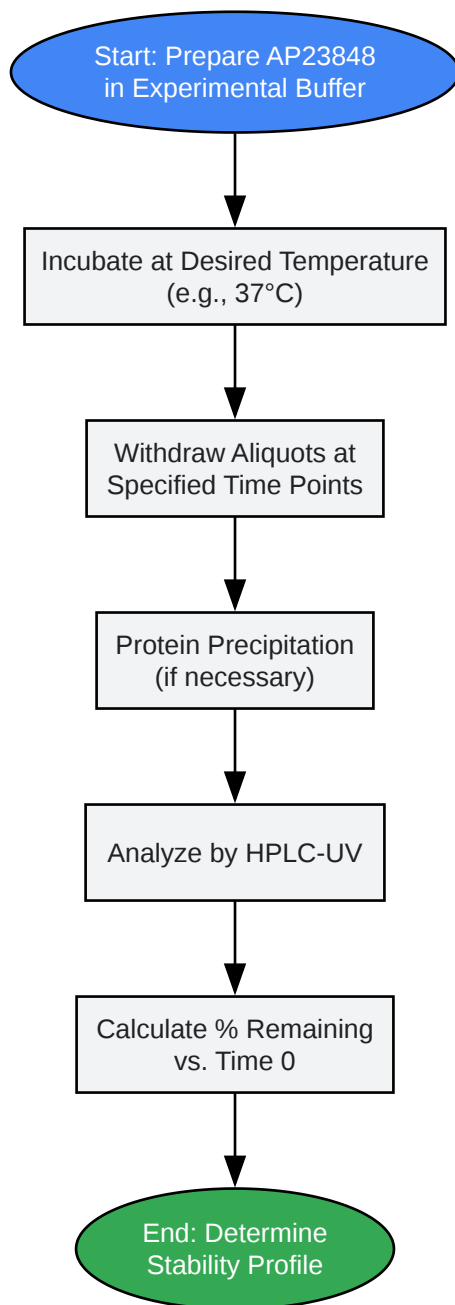 Start: Prepare AP23848
in Experimental Buffer
Incubate at Desired Temperature
(e.g., 37°C)
Withdraw Aliquots at
Specified Time Points
Protein Precipitation
(if necessary)
Analyze by HPLC-UV
Calculate % Remaining
vs. Time 0
End: Determine
Stability Profile